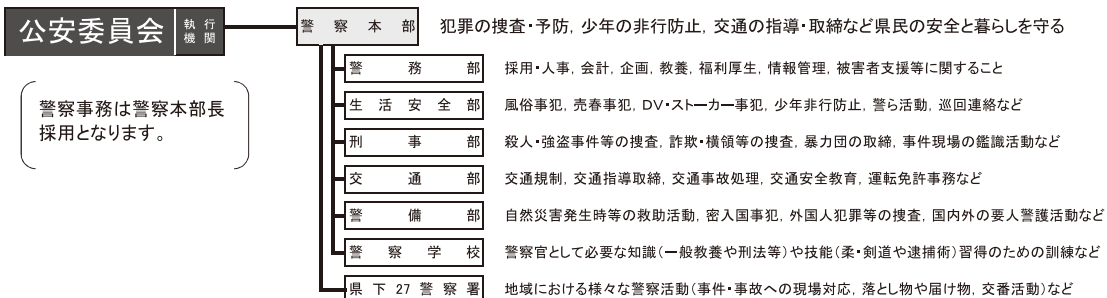 公安委員会 執行機関 警察本部 犯罪の捜査・予防, 少年の非行防止, 交通の指導・取締など県民の安全と暮らしを守る
警務部 採用・人事, 会計, 企画, 教養, 福利厚生, 情報管理, 被害者支援等に関すること
警察事務は警察本部長
採用となります。
生活安全部 風俗事犯, 売春事犯, DV・ストーカー事犯, 少年非行防止, 警ら活動, 巡回連絡など
刑事部 殺人・強盗事件等の捜査, 詐欺・横領等の捜査, 暴力団の取締, 事件現場の鑑識活動など
交通部 交通規制, 交通指導取締, 交通事故処理, 交通安全教育, 運転免許事務など
警備部 自然災害発生時等の救助活動, 密入国事犯, 外国人犯罪等の捜査, 国内外の要人警護活動など
警察学校 警察官として必要な知識(一般教養や刑法等)や技能(柔・剣道や逮捕術)習得のための訓練など
県下27警察署 地域における様々な警察活動(事件・事故への現場対応, 落とし物や届け物, 交番活動)など